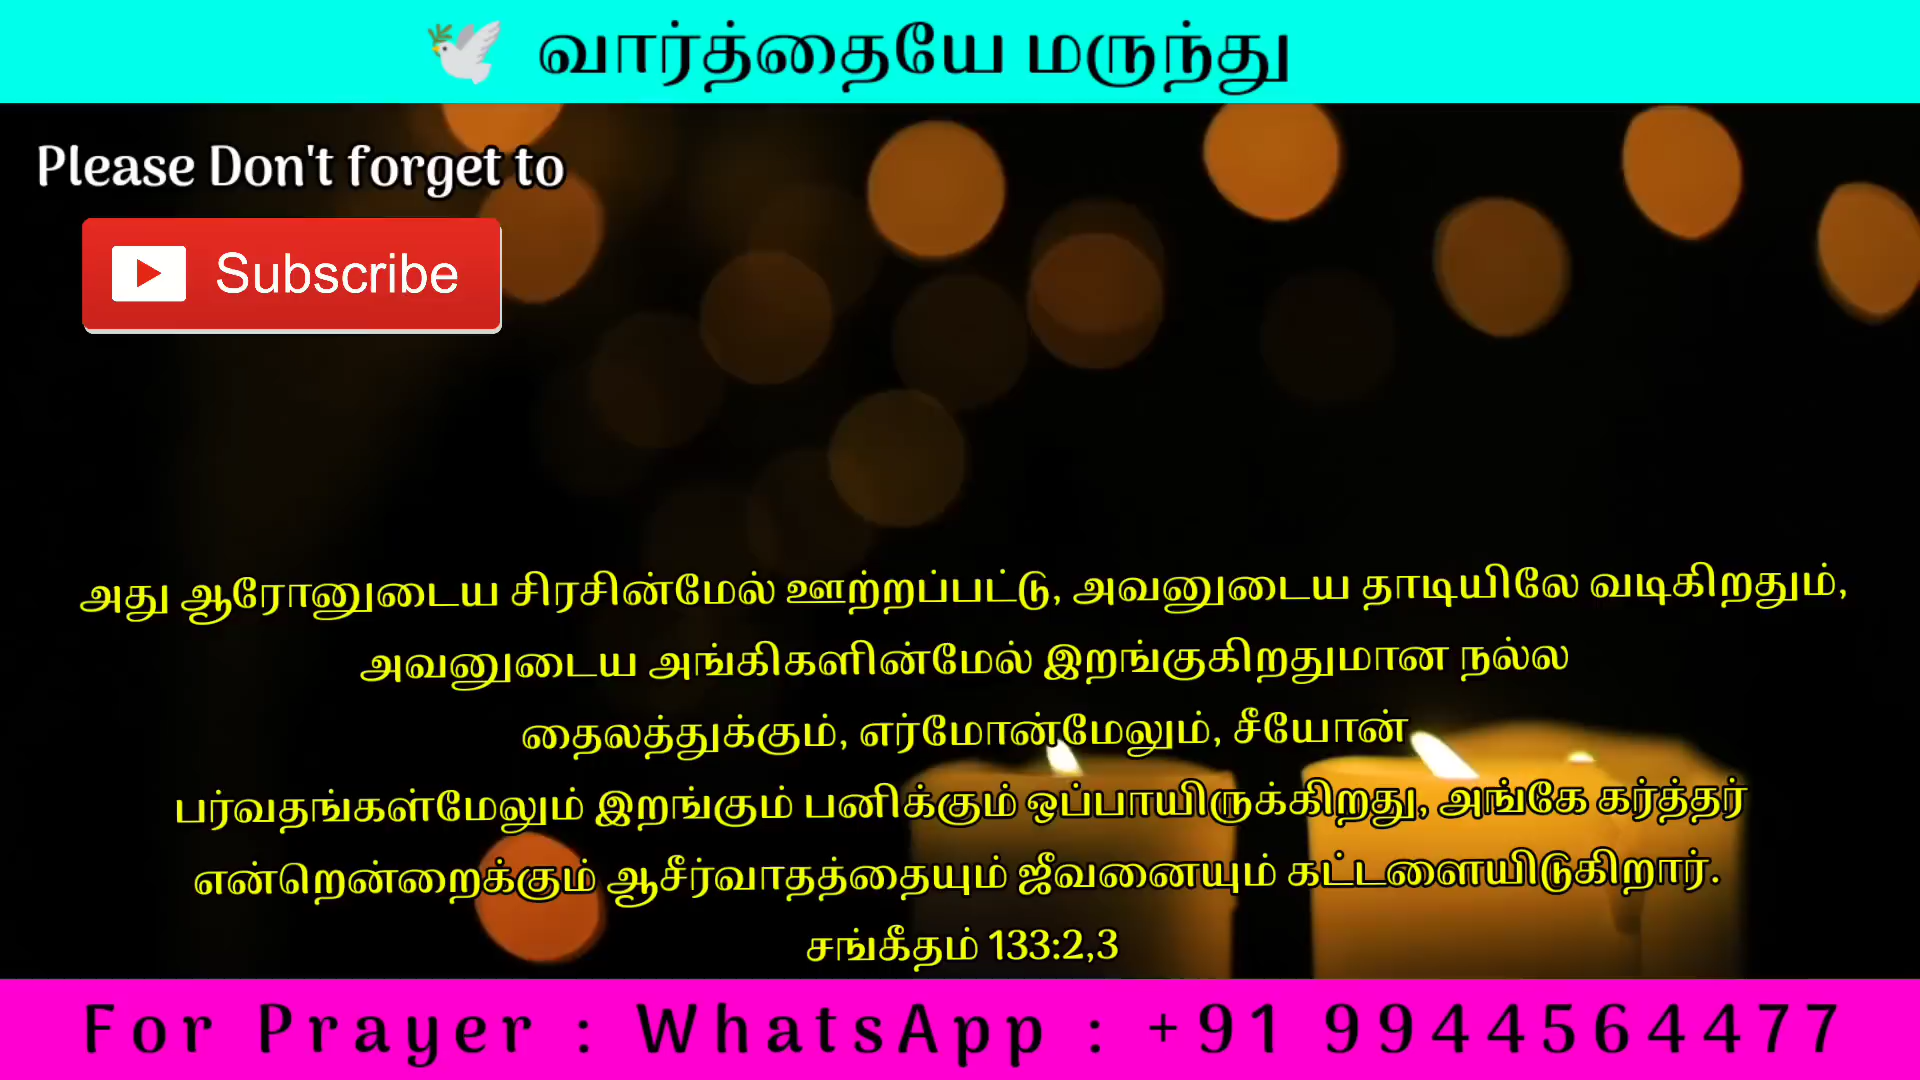 வார்த்தையே மருந்து
Please Don't forget to
Subscribe
அது ஆரோனுடைய சிரசின்மேல் ஊற்றப்பட்டு, அவனுடைய தாடியிலே வடிகிறதும்,
அவனுடைய அங்கிகளின்மேல் இறங்குகிறதுமான நல்ல
தைலத்துக்கும், எர்மோன்மேலும், சீயோன்
பர்வதங்கள்மேலும் இறங்கும் பனிக்கும் ஒப்பாயிருக்கிறது, அங்கே கர்த்தர்
என்றென்றைக்கும் ஆசீர்வாதத்தையும் ஜீவனையும் கட்டளையிடுகிறார்.
சங்கீதம் 133:2,3
For Prayer : WhatsApp : +91 9944564477